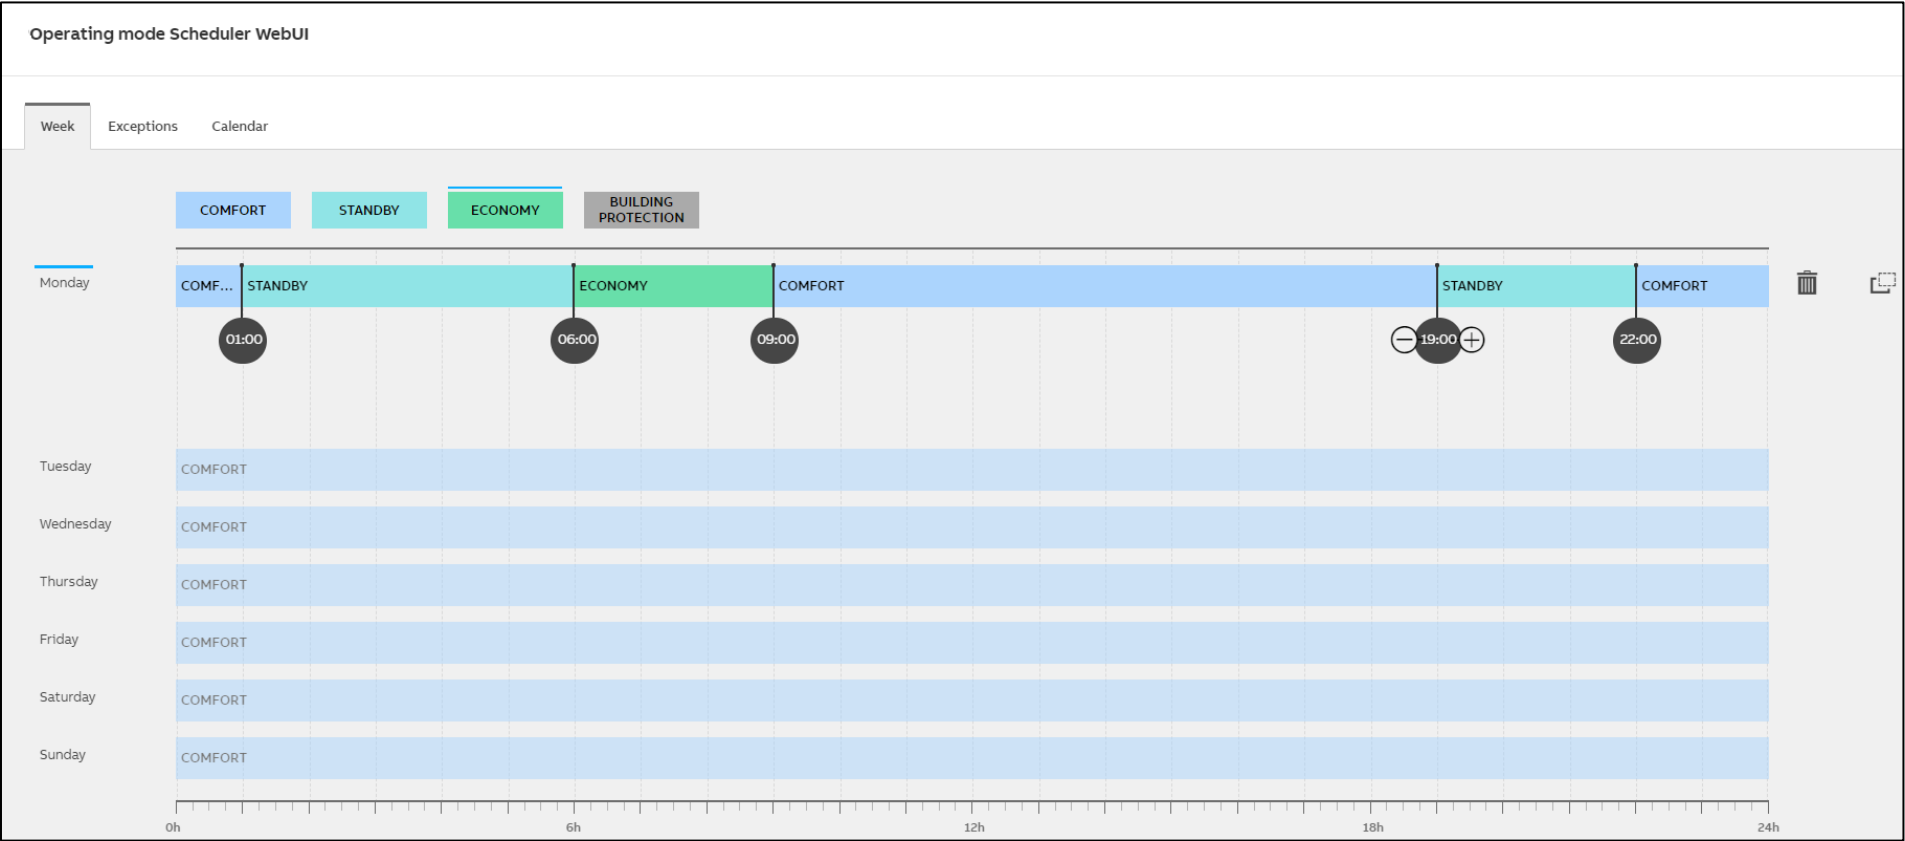 Operating mode Scheduler WebUI
Week Exceptions Calendar
COMFORT STANDBY ECONOMY BUILDING PROTECTION
Monday COMF... STANDBY ECONOMY COMFORT STANDBY COMFORT
01:00 06:00 09:00 19:00 22:00
Tuesday COMFORT
Wednesday COMFORT
Thursday COMFORT
Friday COMFORT
Saturday COMFORT
Sunday COMFORT
0h 6h 12h 18h 24h